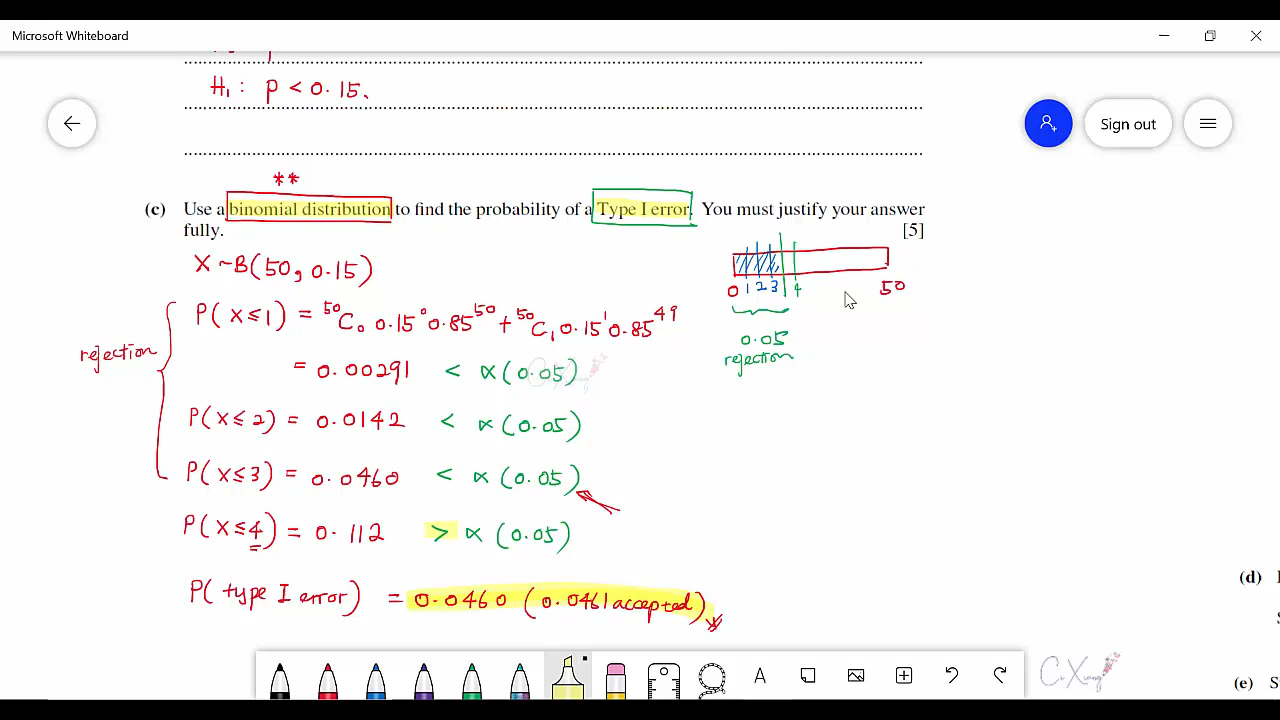 Microsoft Whiteboard
H₁ : p < 0.15.
Sign out
**
(c) Use a binomial distribution to find the probability of a Type I error. You must justify your answer
fully. [5]
X ~ B(50, 0.15)
0 1 2 3 4 50
P(X ≤ 1) = ⁵⁰C₀ 0.15⁰ 0.85⁵⁰ + ⁵⁰C₁ 0.15¹ 0.85⁴⁹
0.05
rejection
rejection
= 0.00291 < α (0.05)
P(X ≤ 2) = 0.0142 < α (0.05)
P(X ≤ 3) = 0.0460 < α (0.05)
P(X ≤ 4) = 0.112 > α (0.05)
(d)
P(type I error) = 0.0460 (0.0461 accepted)
A
(e) S